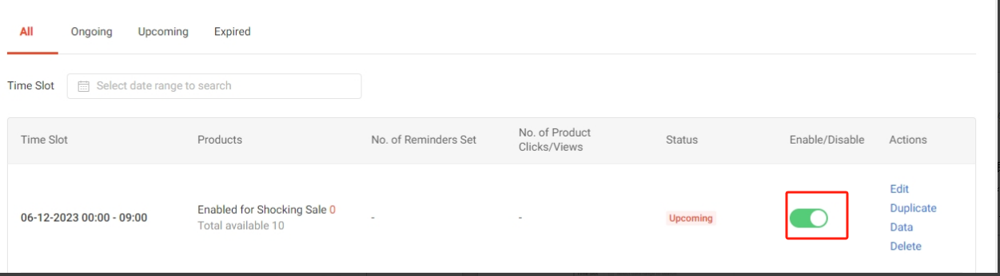 All Ongoing Upcoming Expired
Time Slot Select date range to search
Time Slot Products No. of Reminders Set No. of Product Clicks/Views Status Enable/Disable Actions
06-12-2023 00:00 - 09:00 Enabled for Shocking Sale 0 - - Upcoming
Total available 10
Edit
Duplicate
Data
Delete